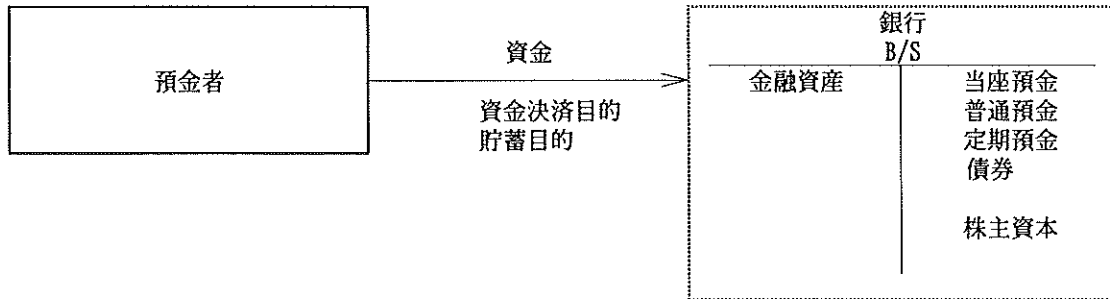 預金者
資金
資金決済目的
貯蓄目的
銀行
B/S
金融資産
当座預金
普通預金
定期預金
債券
株主資本